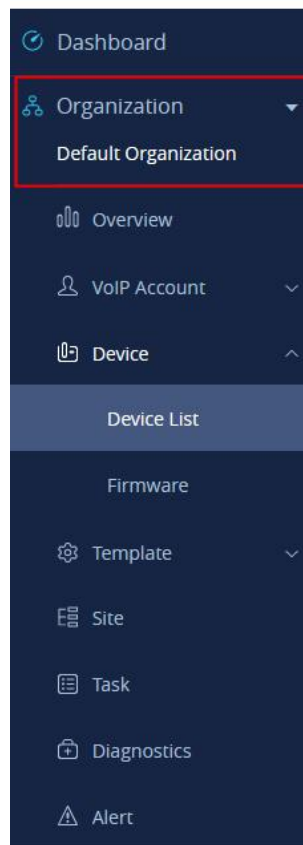 Dashboard
Organization
Default Organization
Overview
VoIP Account
Device
Device List
Firmware
Template
Site
Task
Diagnostics
Alert